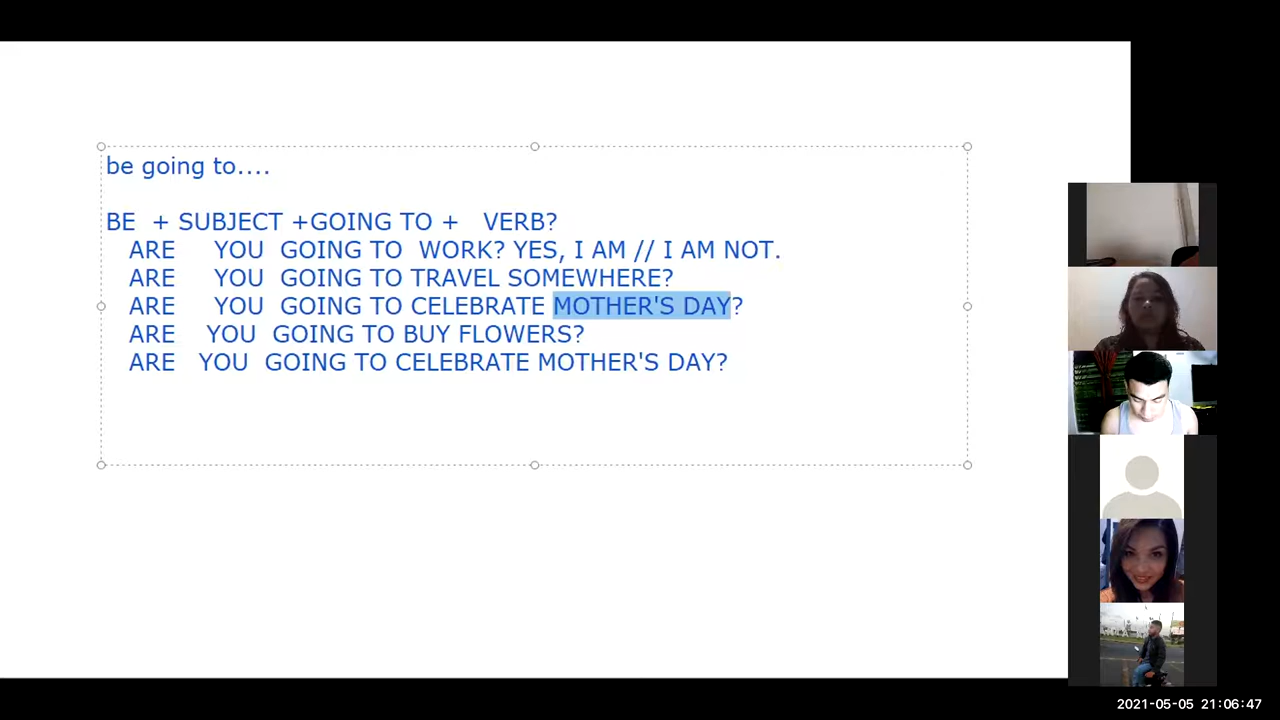 be going to....
BE + SUBJECT +GOING TO + VERB?
ARE YOU GOING TO WORK? YES, I AM // I AM NOT.
ARE YOU GOING TO TRAVEL SOMEWHERE?
ARE YOU GOING TO CELEBRATE MOTHER'S DAY?
ARE YOU GOING TO BUY FLOWERS?
ARE YOU GOING TO CELEBRATE MOTHER'S DAY?
2021-05-05 21:06:47